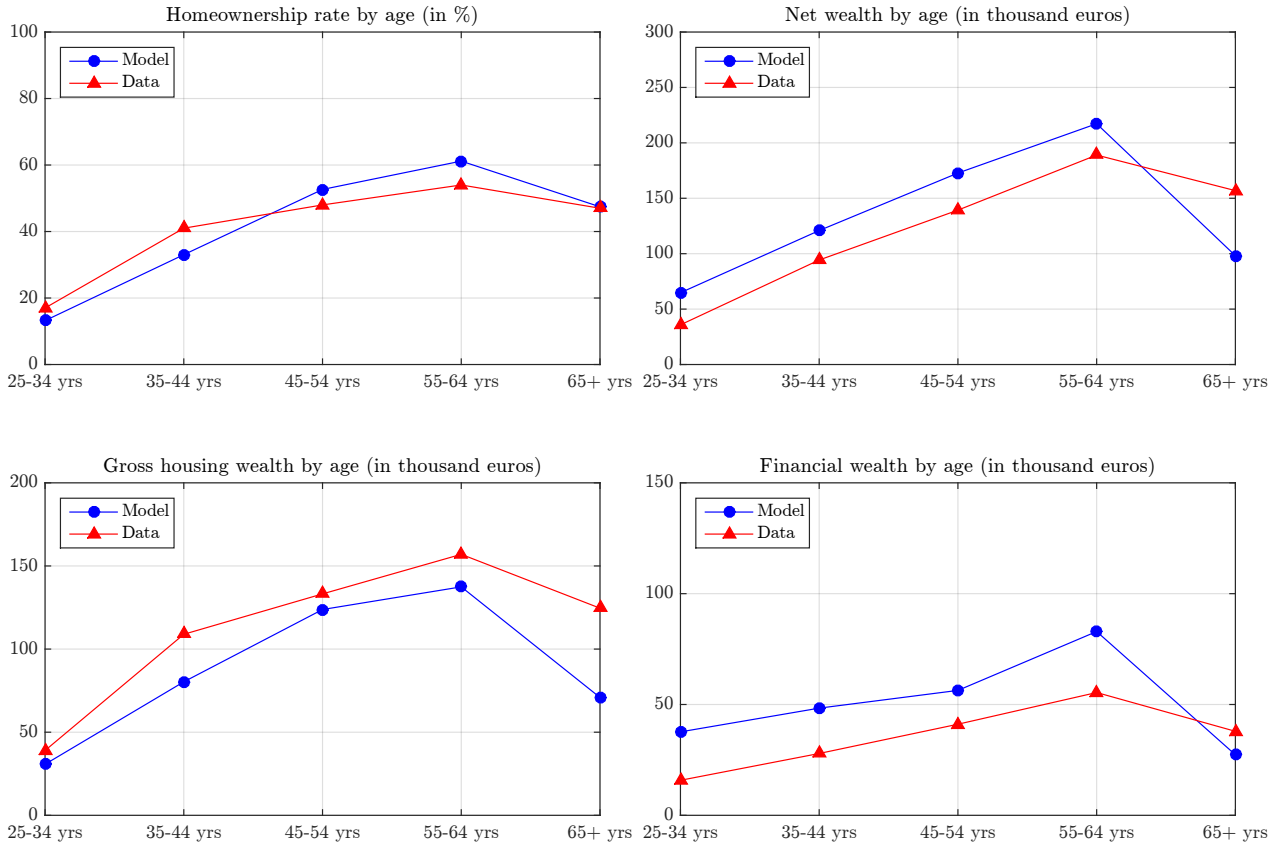 Homeownership rate by age (in %)
100
80
60
40
20
0
Model
Data
25-34 yrs 35-44 yrs 45-54 yrs 55-64 yrs 65+ yrs
Net wealth by age (in thousand euros)
300
250
200
150
100
50
0
Model
Data
25-34 yrs 35-44 yrs 45-54 yrs 55-64 yrs 65+ yrs
Gross housing wealth by age (in thousand euros)
200
150
100
50
0
Model
Data
25-34 yrs 35-44 yrs 45-54 yrs 55-64 yrs 65+ yrs
Financial wealth by age (in thousand euros)
150
100
50
0
Model
Data
25-34 yrs 35-44 yrs 45-54 yrs 55-64 yrs 65+ yrs